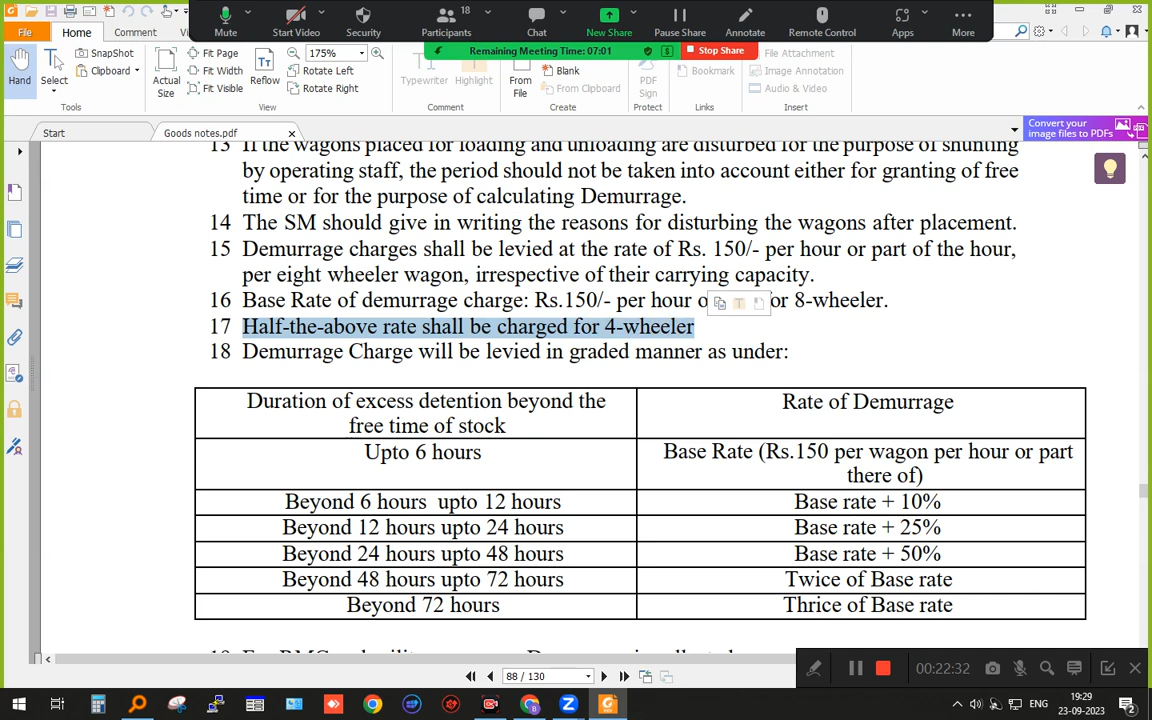 File
Home
Comment
Mute
Start Video
Security
18
Participants
Chat
New Share
Pause Share
Annotate
Remote Control
Apps
More
Remaining Meeting Time: 07:01
Stop Share
Hand
Select
SnapShot
Clipboard
Tools
Actual
Size
Fit Page
Fit Width
Fit Visible
Reflow
175%
Rotate Left
Rotate Right
View
Typewriter
Highlight
Comment
From
File
Blank
From Clipboard
Create
PDF
Sign
Protect
Bookmark
Links
File Attachment
Image Annotation
Audio & Video
Insert
Start
Goods notes.pdf
Convert your
image files to PDFs
13 If the wagons placed for loading and unloading are disturbed for the purpose of shunting
by operating staff, the period should not be taken into account either for granting of free
time or for the purpose of calculating Demurrage.
14 The SM should give in writing the reasons for disturbing the wagons after placement.
15 Demurrage charges shall be levied at the rate of Rs. 150/- per hour or part of the hour,
per eight wheeler wagon, irrespective of their carrying capacity.
16 Base Rate of demurrage charge: Rs.150/- per hour or 8-wheeler.
17 Half-the-above rate shall be charged for 4-wheeler
18 Demurrage Charge will be levied in graded manner as under:
Duration of excess detention beyond the
free time of stock
Rate of Demurrage
Upto 6 hours
Base Rate (Rs.150 per wagon per hour or part
there of)
Beyond 6 hours upto 12 hours
Base rate + 10%
Beyond 12 hours upto 24 hours
Base rate + 25%
Beyond 24 hours upto 48 hours
Base rate + 50%
Beyond 48 hours upto 72 hours
Twice of Base rate
Beyond 72 hours
Thrice of Base rate
88 / 130
00:22:32
ENG
19:29
23-09-2023
2